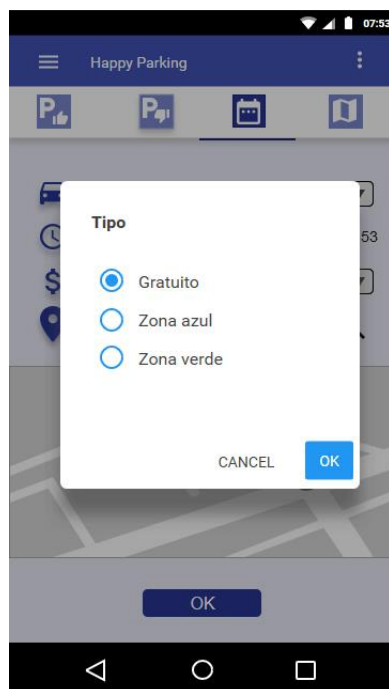 07:53
Happy Parking
P
P
53
$
Tipo
Gratuito
Zona azul
Zona verde
CANCEL
OK
OK